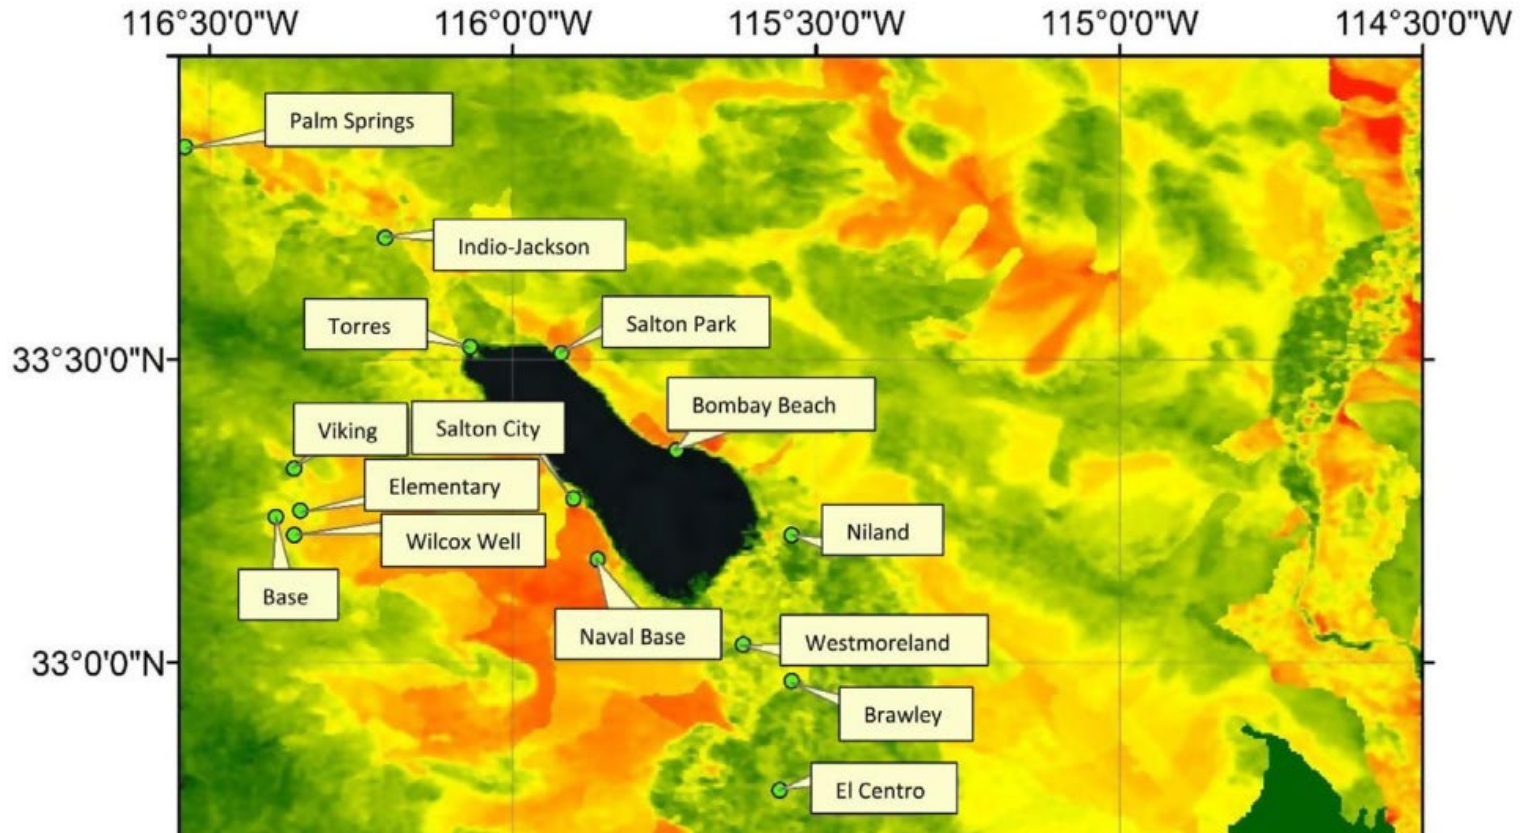 116°30'0"W 116°0'0"W 115°30'0"W 115°0'0"W 114°30'0"W
Palm Springs
Indio-Jackson
Torres
Salton Park
33°30'0"N
Bombay Beach
Viking
Salton City
Elementary
Niland
Wilcox Well
Base
Naval Base
Westmoreland
33°0'0"N
Brawley
El Centro